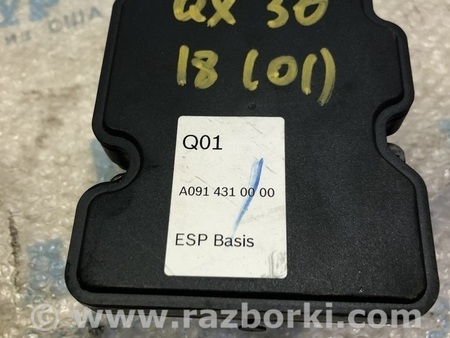 QX 30
18 (01)
Q01
A091 431 00 00
ESP Basis
© www.razborki.com